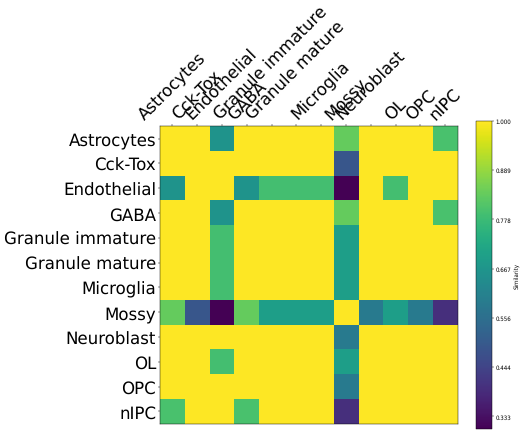 Astrocytes
Cck-Tox
Endothelial
GABA
Granule immature
Granule mature
Microglia
Mossy
Neuroblast
OL
OPC
nIPC
Astrocytes
Cck-Tox
Endothelial
GABA
Granule immature
Granule mature
Microglia
Mossy
Neuroblast
OL
OPC
nIPC
1.000
0.889
0.778
0.667
0.556
0.444
0.333
Similarity